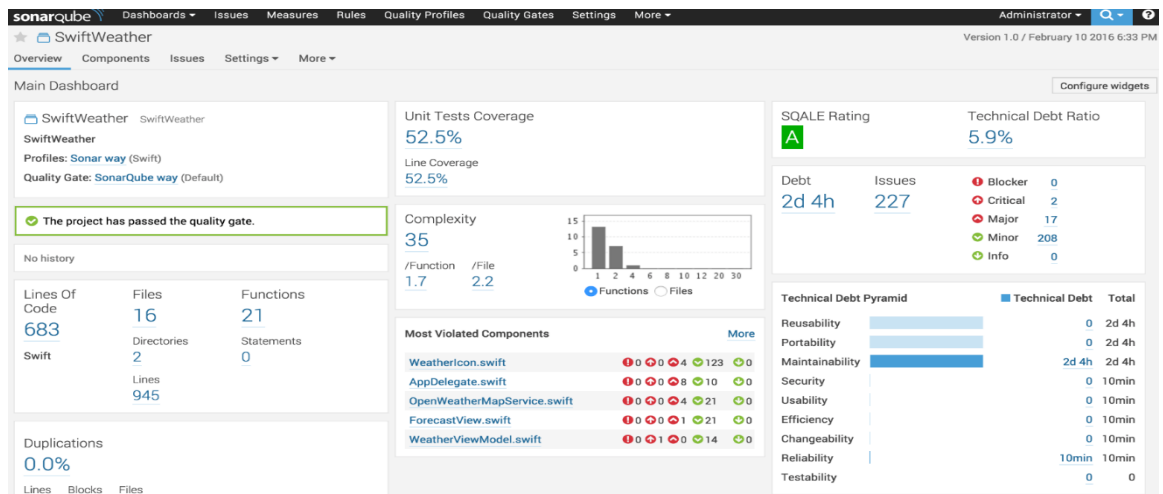 sonarqube Dashboards Issues Measures Rules Quality Profiles Quality Gates Settings More Administrator
SwiftWeather
Version 1.0 / February 10 2016 6:33 PM
Overview Components Issues Settings More
Main Dashboard
Configure widgets
SwiftWeather SwiftWeather
SwiftWeather
Profiles: Sonar way (Swift)
Quality Gate: SonarQube way (Default)
The project has passed the quality gate.
No history
Lines Of Code
683
Swift
Files
16
Directories
2
Lines
945
Functions
21
Statements
0
Duplications
0.0%
Lines Blocks Files
Unit Tests Coverage
52.5%
Line Coverage
52.5%
Complexity
35
/Function /File
1.7 2.2
15
10
5
0
1 2 4 6 8 10 12 20 30
Functions Files
Most Violated Components More
WeatherIcon.swift 0 0 4 123 0
AppDelegate.swift 0 0 8 10 0
OpenWeatherMapService.swift 0 0 4 21 0
ForecastView.swift 0 0 1 21 0
WeatherViewModel.swift 0 1 0 14 0
SQALE Rating
A
Technical Debt Ratio
5.9%
Debt
2d 4h
Issues
227
Blocker 0
Critical 2
Major 17
Minor 208
Info 0
Technical Debt Pyramid Technical Debt Total
Reusability 0 2d 4h
Portability 0 2d 4h
Maintainability 2d 4h 2d 4h
Security 0 10min
Usability 0 10min
Efficiency 0 10min
Changeability 0 10min
Reliability 10min 10min
Testability 0 0